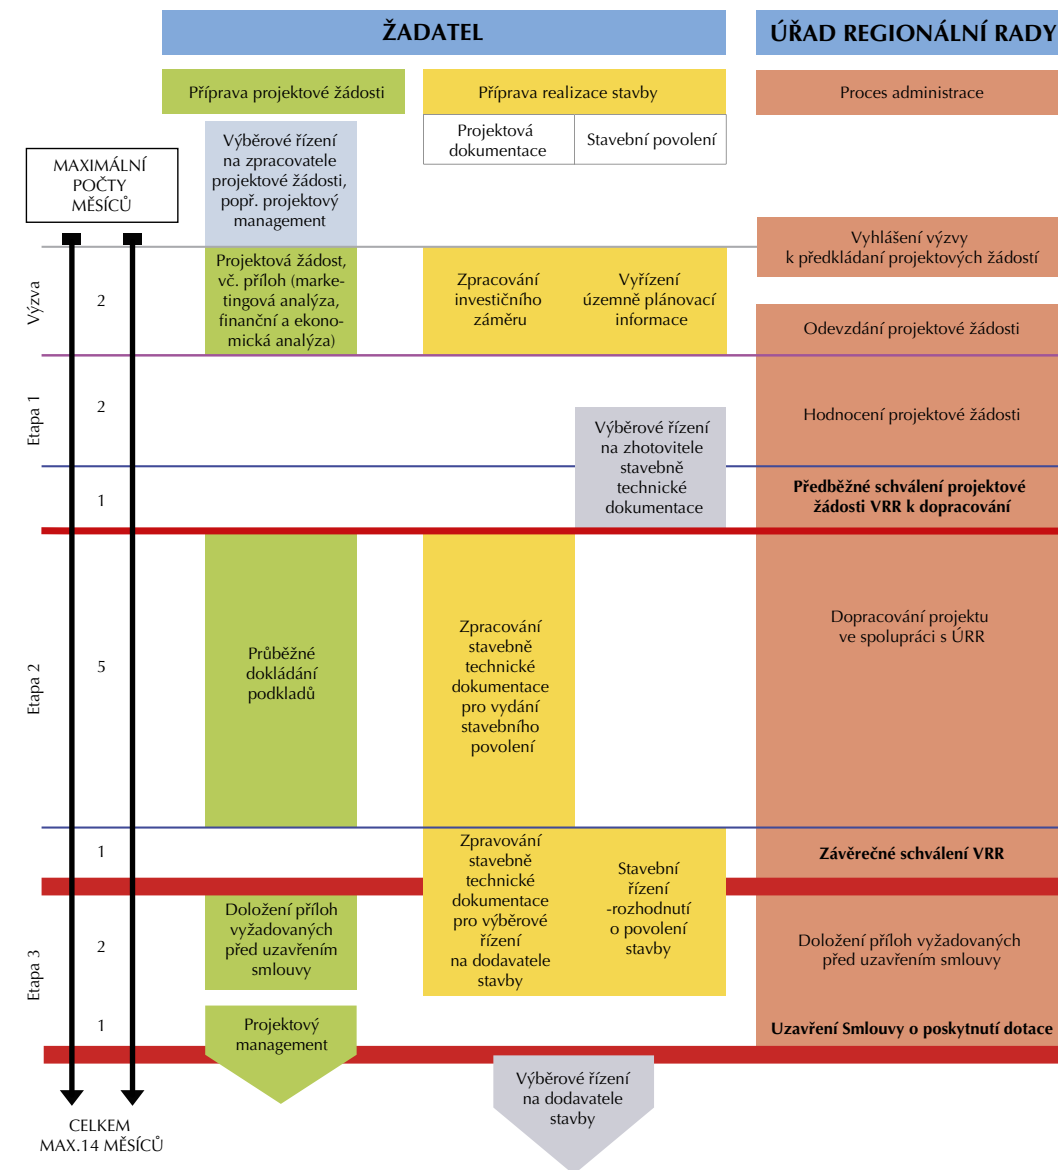 ŽADATEL
ÚŘAD REGIONÁLNÍ RADY
Příprava projektové žádosti
Příprava realizace stavby
Proces administrace
Projektová
dokumentace
Stavební povolení
MAXIMÁLNÍ
POČTY
MĚSÍCŮ
Výběrové řízení
na zpracovatele
projektové žádosti,
popř. projektový
management
Vyhlášení výzvy
k předkládaní projektových žádostí
Výzva
2
Projektová žádost,
vč. příloh (marke-
tingová analýza,
finanční a ekono-
mická analýza)
Zpracování
investičního
záměru
Vyřízení
územně plánovací
informace
Odevzdání projektové žádosti
Etapa 1
2
Výběrové řízení
na zhotovitele
stavebně
technické
dokumentace
Hodnocení projektové žádosti
1
Předběžné schválení projektové
žádosti VRR k dopracování
Etapa 2
5
Průběžné
dokládání
podkladů
Zpracování
stavebně
technické
dokumentace
pro vydání
stavebního
povolení
Dopracování projektu
ve spolupráci s ÚRR
1
Zpravování
stavebně
technické
dokumentace
pro výběrové
řízení
na dodavatele
stavby
Stavební
řízení
-rozhodnutí
o povolení
stavby
Závěrečné schválení VRR
Etapa 3
2
Doložení příloh
vyžadovaných
před uzavřením
smlouvy
Doložení příloh vyžadovaných
před uzavřením smlouvy
1
Projektový
management
Uzavření Smlouvy o poskytnutí dotace
Výběrové řízení
na dodavatele
stavby
CELKEM
MAX.14 MĚSÍCŮ